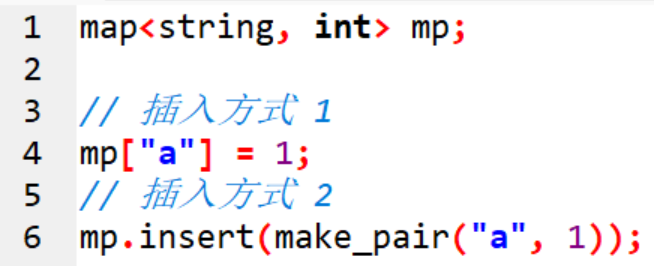 1 map<string, int> mp;
2
3 // 插入方式 1
4 mp["a"] = 1;
5 // 插入方式 2
6 mp.insert(make_pair("a", 1));